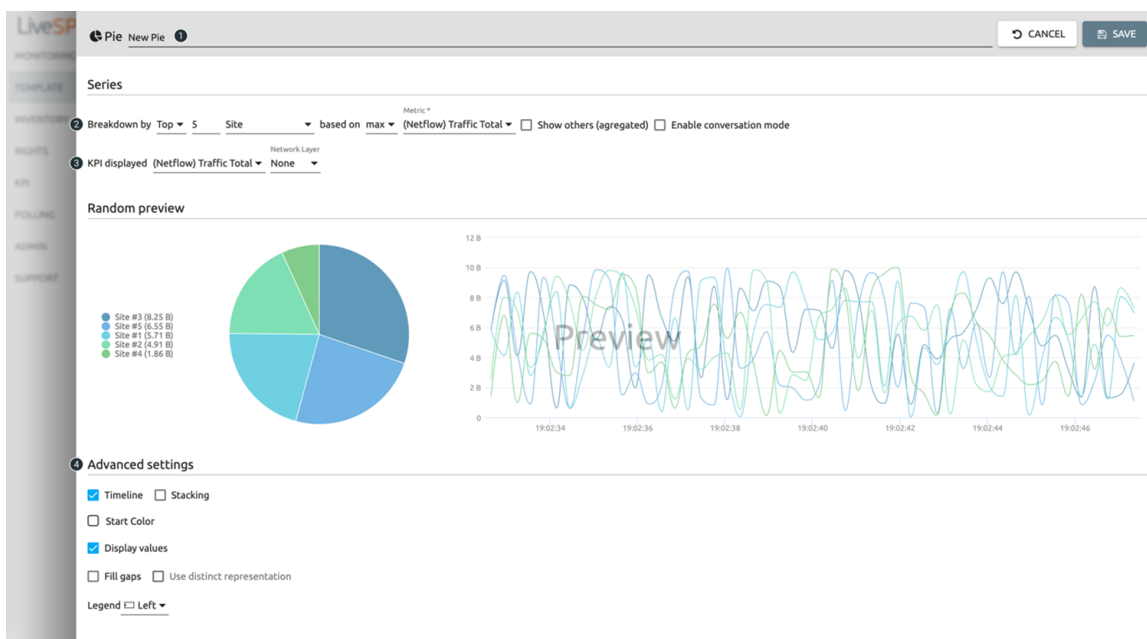 LiveSP
Pie New Pie 1
CANCEL
SAVE
MONITORING
TEMPLATE
INVENTORY
RIGHTS
KPI
POLLING
ADMIN
SUPPORT
Series
Metric *
2 Breakdown by Top 5 Site based on max (Netflow) Traffic Total Show others (agregated) Enable conversation mode
Network Layer
3 KPI displayed (Netflow) Traffic Total None
Random preview
Site #3 (8.25 B)
Site #5 (6.55 B)
Site #1 (5.71 B)
Site #2 (4.91 B)
Site #4 (1.86 B)
12 B
10 B
8 B
6 B
4 B
2 B
0
Preview
19:02:34 19:02:36 19:02:38 19:02:40 19:02:42 19:02:44 19:02:46
4 Advanced settings
Timeline Stacking
Start Color
Display values
Fill gaps Use distinct representation
Legend Left